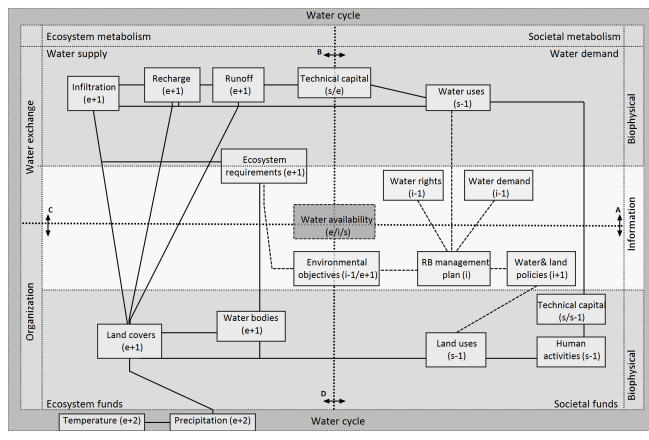 Water cycle
Ecosystem metabolism
Societal metabolism
Water supply
B
Water demand
Infiltration
(e+1)
Recharge
(e+1)
Runoff
(e+1)
Technical capital
(s/e)
Water uses
(s-1)
Water exchange
Biophysical
Ecosystem
requirements (e+1)
Water rights
(i-1)
Water demand
(i-1)
C
Water availability
(e/i/s)
A
Information
Environmental
objectives (i-1/e+1)
RB management
plan (i)
Water& land
policies (i+1)
Organization
Technical capital
(s/s-1)
Land covers
(e+1)
Water bodies
(e+1)
Land uses
(s-1)
Human
activities (s-1)
Biophysical
D
Ecosystem funds
Societal funds
Temperature (e+2)
Precipitation (e+2)
Water cycle